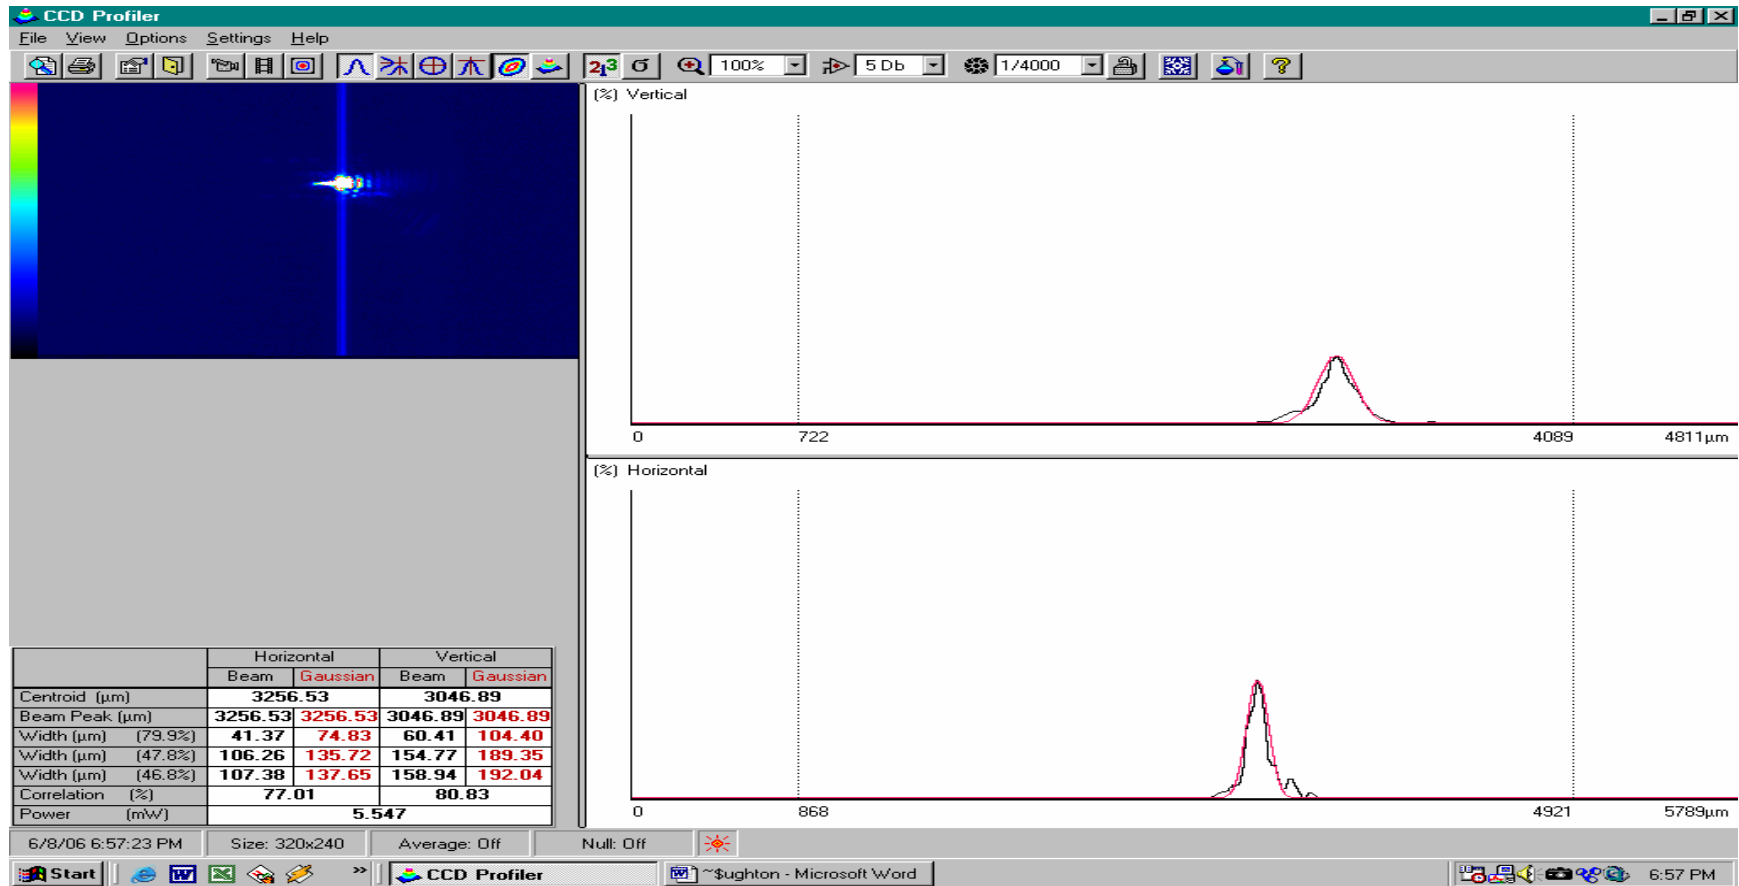 CCD Profiler
File View Options Settings Help
2,3 σ 100% 5 Db 1/4000 ?
(%) Vertical
0 722 4089 4811µm
(%) Horizontal
0 868 4921 5789µm
Horizontal Vertical
Beam Gaussian Beam Gaussian
Centroid (µm) 3256.53 3046.89
Beam Peak (µm) 3256.53 3256.53 3046.89 3046.89
Width (µm) (79.9%) 41.37 74.83 60.41 104.40
Width (µm) (47.8%) 106.26 135.72 154.77 189.35
Width (µm) (46.8%) 107.38 137.65 158.94 192.04
Correlation (%) 77.01 80.83
Power (mW) 5.547
6/8/06 6:57:23 PM Size: 320x240 Average: Off Null: Off
Start » CCD Profiler ~$ughton - Microsoft Word 6:57 PM